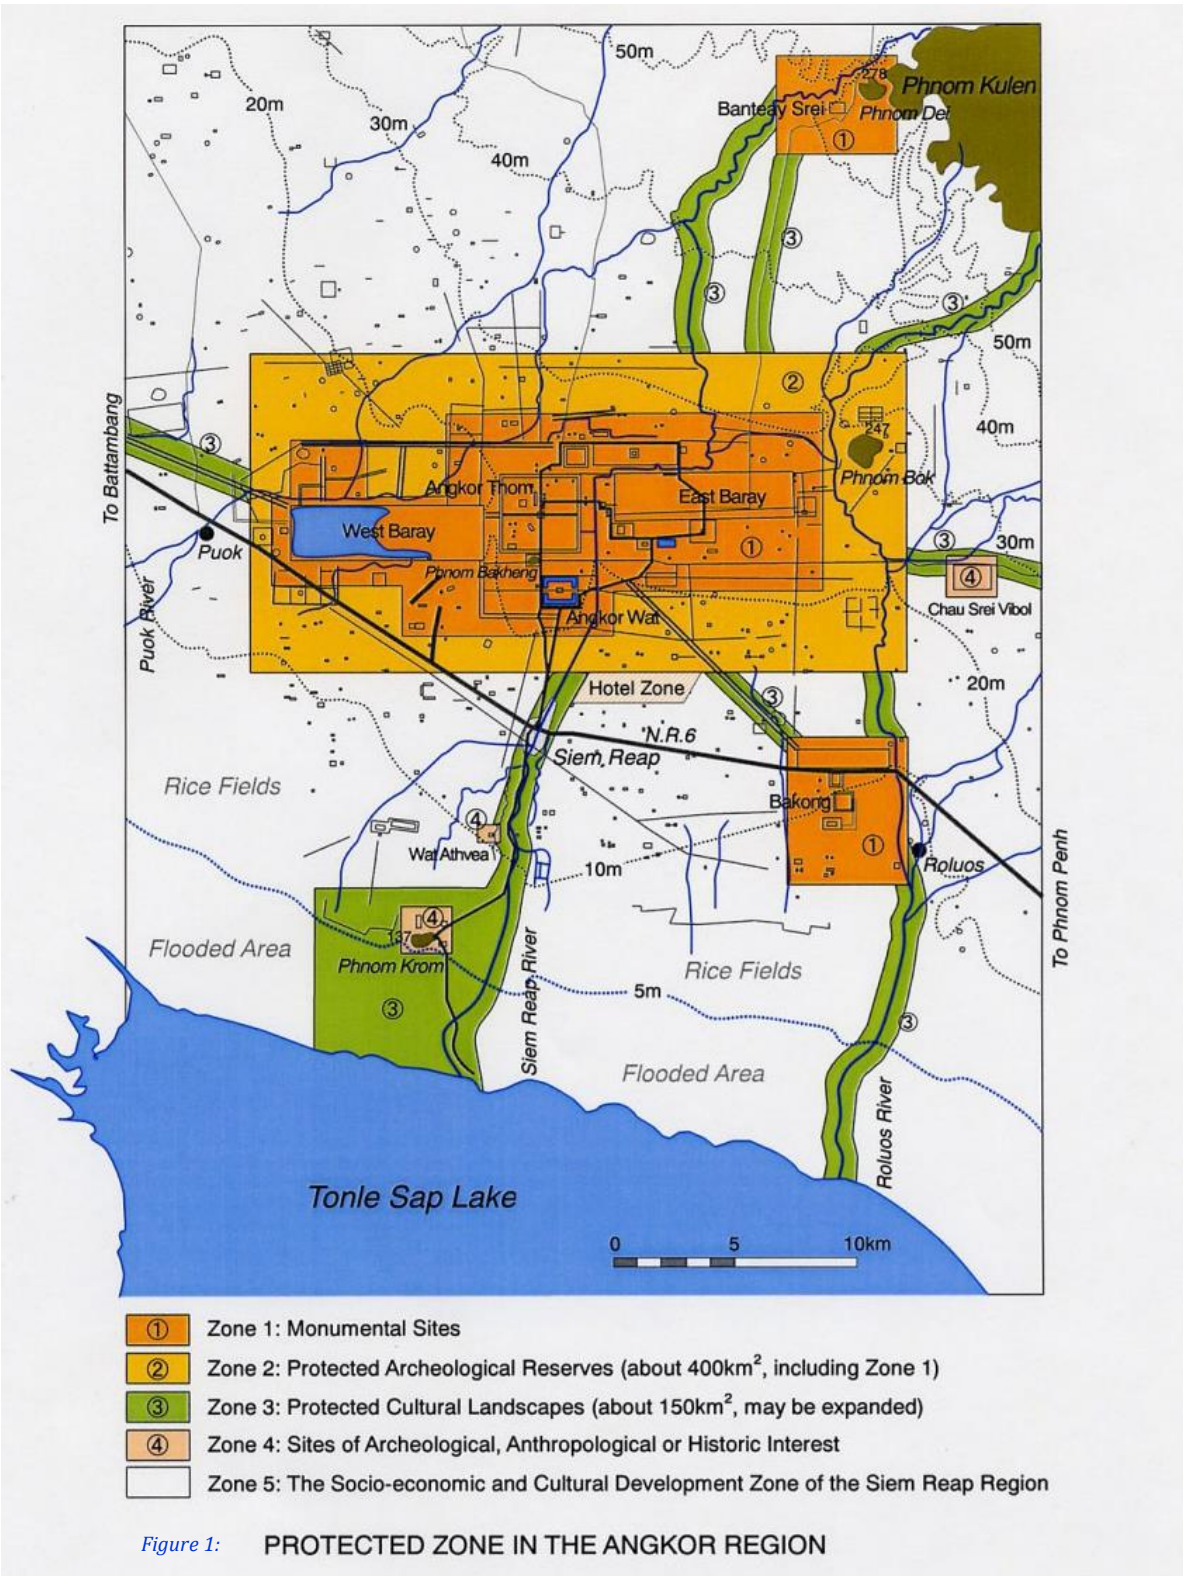 50m
278
Phnom Kulen
20m
Banteay Srei
Phnom Dei
30m
①
40m
③
③
③
50m
②
To Battambang
③
247
40m
Phnom Bok
Angkor Thom
East Baray
West Baray
①
③
30m
Puok
Phnom Bakheng
④
Angkor Wat
Chau Srei Vibol
Puok River
20m
Hotel Zone
③
N.R.6
Siem Reap
Rice Fields
Bakong
④
Wat Athvea
①
10m
Roluos
To Phnom Penh
④
137
Flooded Area
Phnom Krom
Rice Fields
5m
③
Siem Reap River
③
Flooded Area
Roluos River
Tonle Sap Lake
0 5 10km
① Zone 1: Monumental Sites
② Zone 2: Protected Archeological Reserves (about 400km², including Zone 1)
③ Zone 3: Protected Cultural Landscapes (about 150km², may be expanded)
④ Zone 4: Sites of Archeological, Anthropological or Historic Interest
Zone 5: The Socio-economic and Cultural Development Zone of the Siem Reap Region
Figure 1: PROTECTED ZONE IN THE ANGKOR REGION